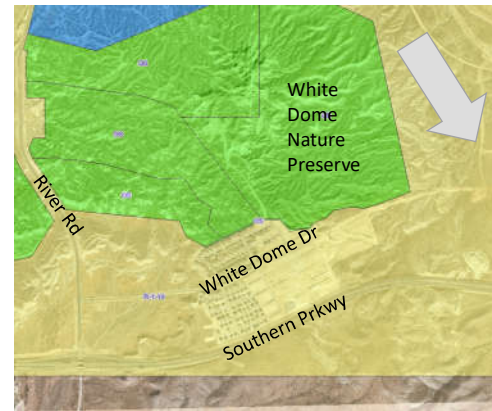 White
Dome
Nature
Preserve
River Rd
White Dome Dr
Southern Prkwy